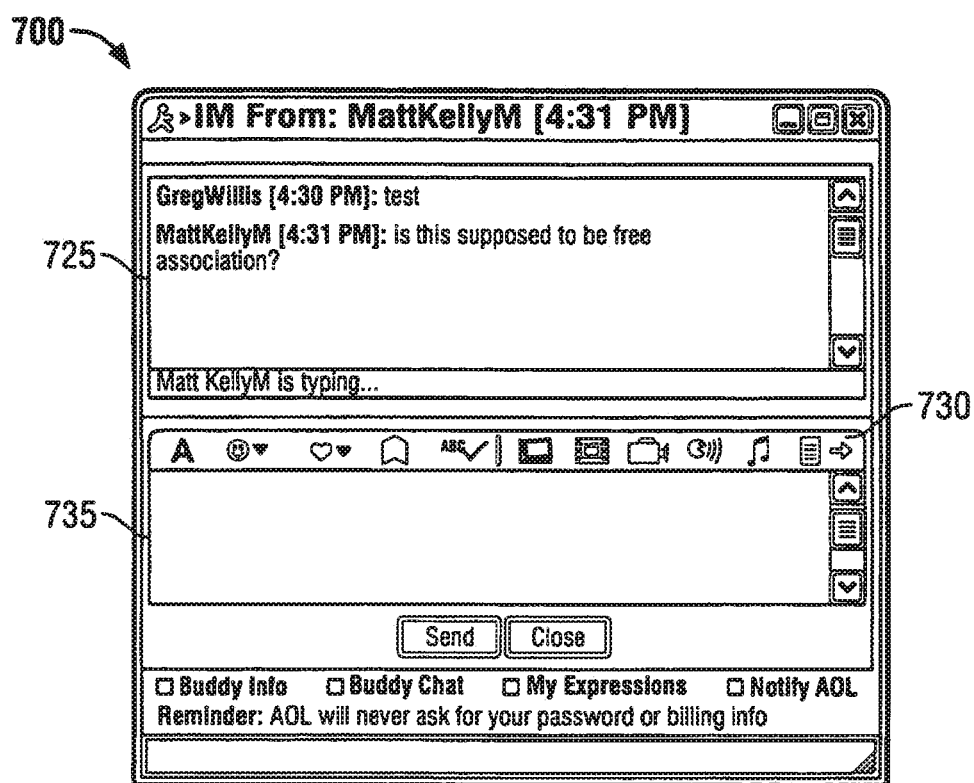 700
IM From: MattKellyM [4:31 PM]
GregWillis [4:30 PM]: test
MattKellyM [4:31 PM]: is this supposed to be free
association?
725
Matt KellyM is typing...
730
A ABC
735
Send Close
Buddy Info Buddy Chat My Expressions Notify AOL
Reminder: AOL will never ask for your password or billing info